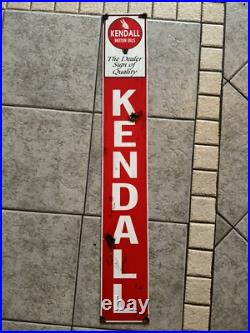 KENDALL
MOTOR OILS
The Dealer
Sign of
Quality
KENDALL